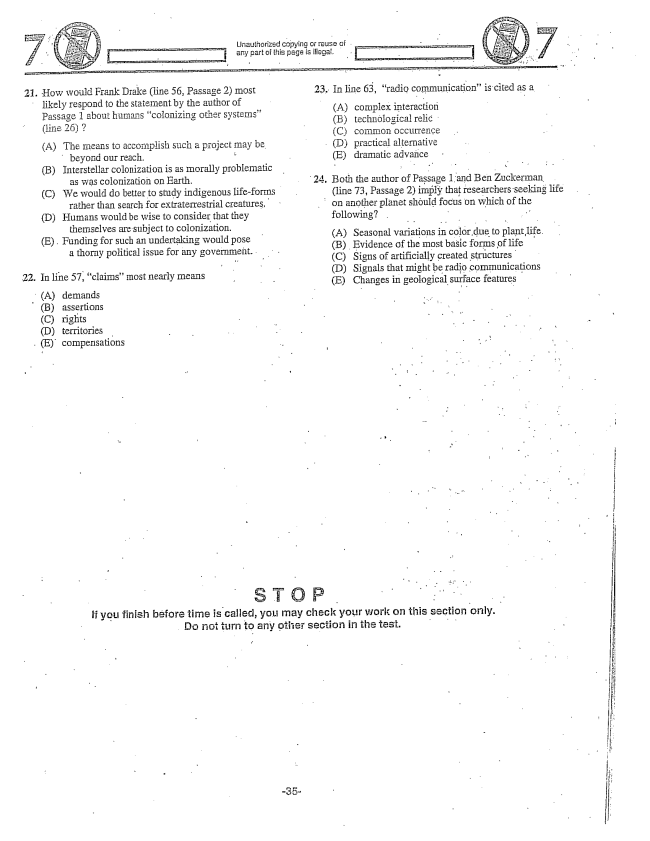 7
Unauthorized copying or reuse of
any part of this page is illegal.
7
21. How would Frank Drake (line 56, Passage 2) most
likely respond to the statement by the author of
Passage 1 about humans “colonizing other systems”
(line 26) ?
(A) The means to accomplish such a project may be
beyond our reach.
(B) Interstellar colonization is as morally problematic
as was colonization on Earth.
(C) We would do better to study indigenous life-forms
rather than search for extraterrestrial creatures.
(D) Humans would be wise to consider that they
themselves are subject to colonization.
(E) Funding for such an undertaking would pose
a thorny political issue for any government.
22. In line 57, “claims” most nearly means
(A) demands
(B) assertions
(C) rights
(D) territories
(E) compensations
23. In line 63, “radio communication” is cited as a
(A) complex interaction
(B) technological relic
(C) common occurrence
(D) practical alternative
(E) dramatic advance
24. Both the author of Passage 1 and Ben Zuckerman
(line 73, Passage 2) imply that researchers seeking life
on another planet should focus on which of the
following?
(A) Seasonal variations in color due to plant life
(B) Evidence of the most basic forms of life
(C) Signs of artificially created structures
(D) Signals that might be radio communications
(E) Changes in geological surface features
STOP
If you finish before time is called, you may check your work on this section only.
Do not turn to any other section in the test.
-35-